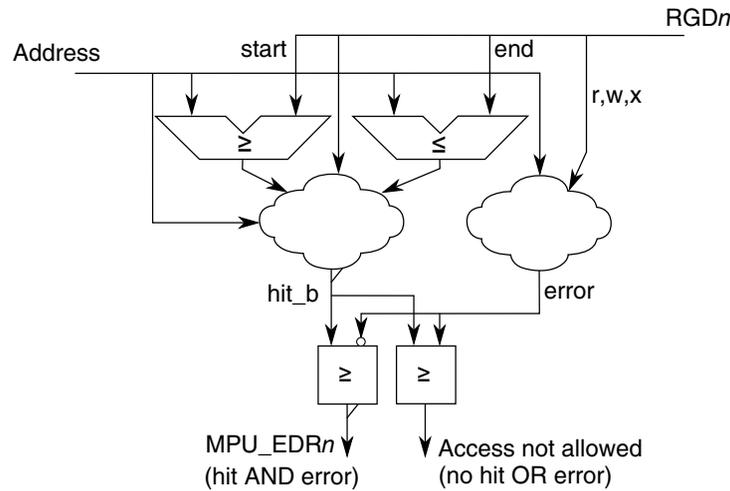 RGDn
Address
start
end
r,w,x
≥
≤
hit_b
error
≥
≥
MPU_EDRn
(hit AND error)
Access not allowed
(no hit OR error)